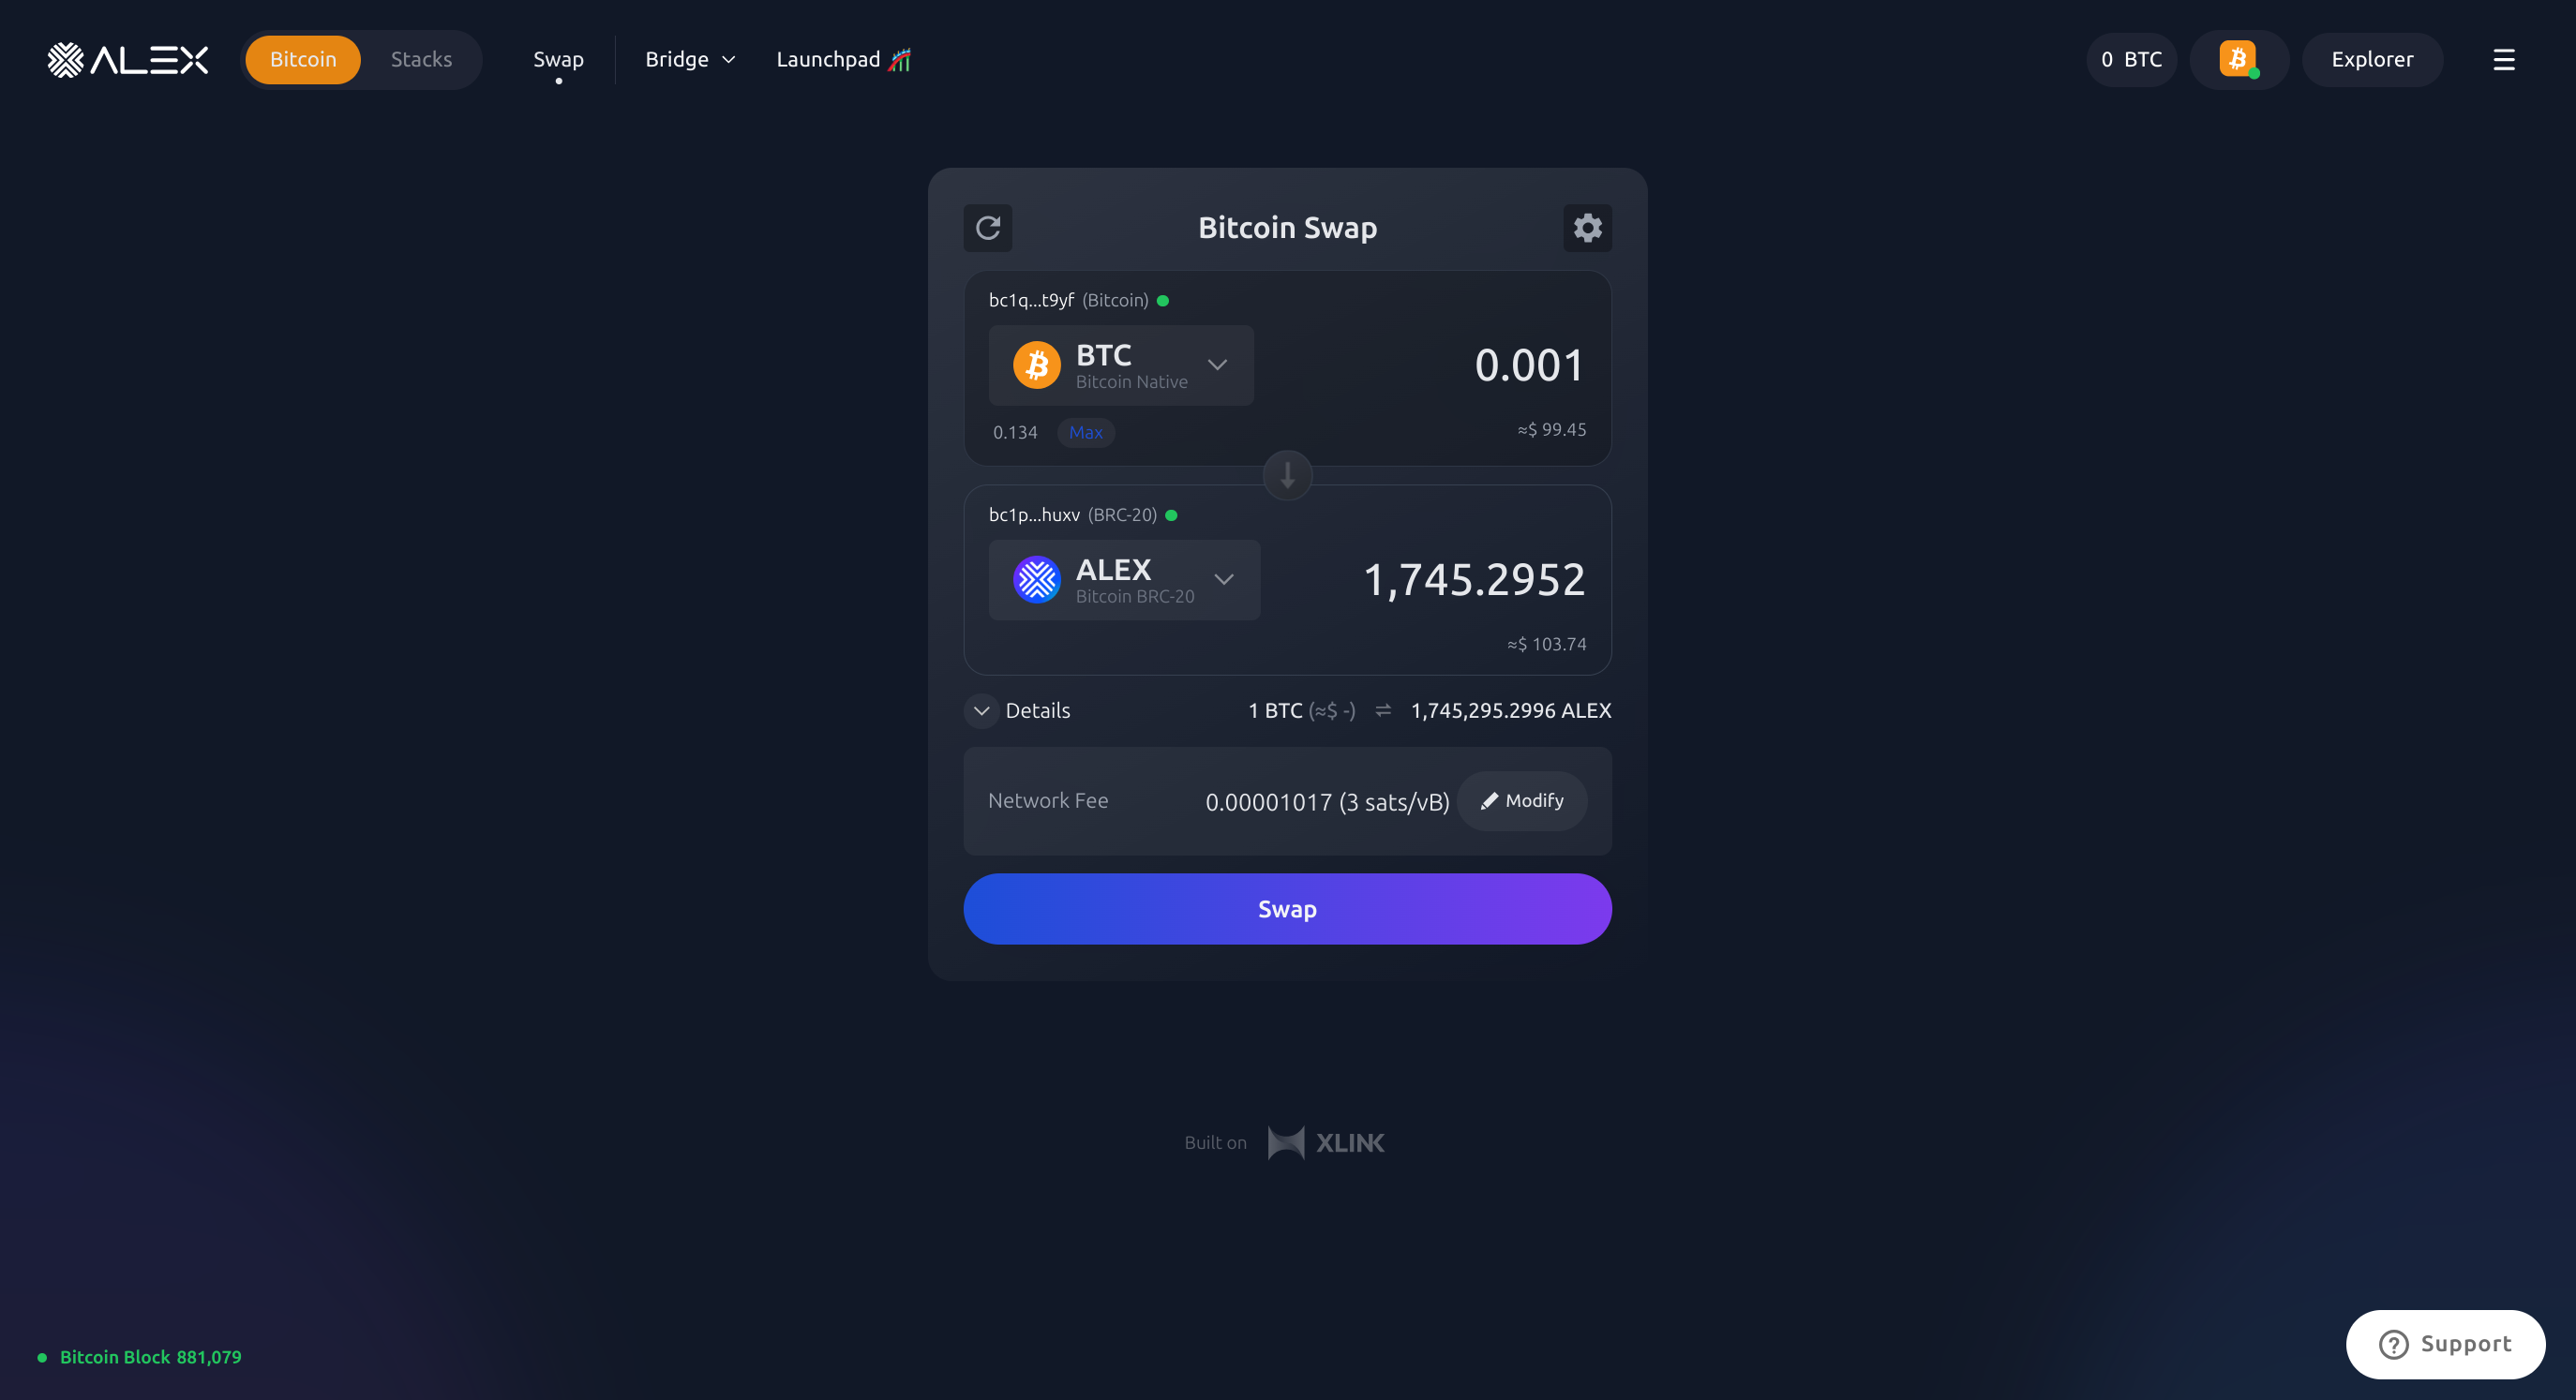 ALEX Bitcoin Stacks Swap Bridge Launchpad 0 BTC Explorer
Bitcoin Swap
bc1q...t9yf (Bitcoin)
BTC
Bitcoin Native
0.001
0.134 Max ≈$ 99.45
bc1p...huxv (BRC-20)
ALEX
Bitcoin BRC-20
1,745.2952
≈$ 103.74
Details 1 BTC (≈$ -) ⇌ 1,745,295.2996 ALEX
Network Fee 0.00001017 (3 sats/vB) Modify
Swap
Built on XLINK
Bitcoin Block 881,079
Support